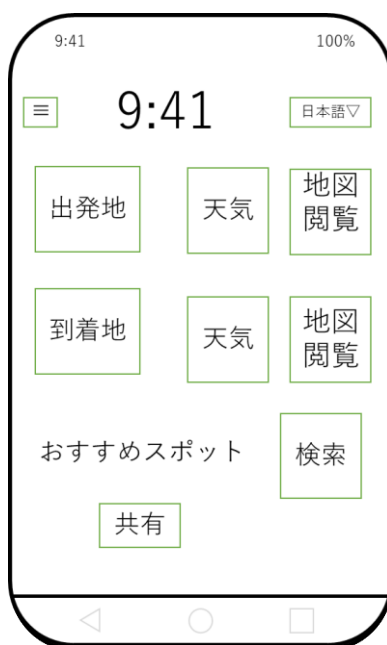 9:41
100%
≡
9:41
日本語▽
出発地
天気
地図
閲覧
到着地
天気
地図
閲覧
おすすめスポット
検索
共有